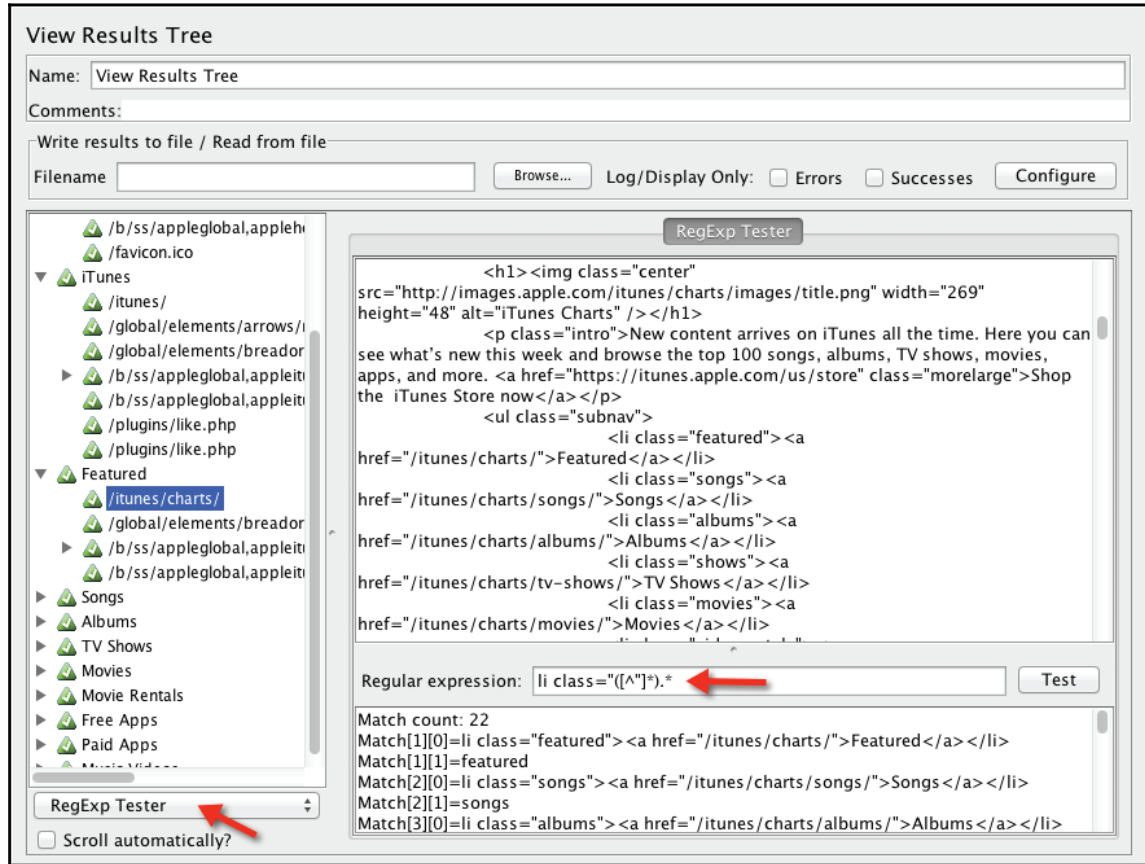 View Results Tree
Name: View Results Tree
Comments:
Write results to file / Read from file
Filename
Browse...
Log/Display Only:
Errors
Successes
Configure
/b/ss/appleglobal,appleh
/favicon.ico
iTunes
/itunes/
/global/elements/arrows/
/global/elements/breador
/b/ss/appleglobal,appleit
/b/ss/appleglobal,appleit
/plugins/like.php
/plugins/like.php
Featured
/itunes/charts/
/global/elements/breador
/b/ss/appleglobal,appleit
/b/ss/appleglobal,appleit
Songs
Albums
TV Shows
Movies
Movie Rentals
Free Apps
Paid Apps
Music Videos
RegExp Tester
Scroll automatically?
RegExp Tester
<h1><img class="center"
src="http://images.apple.com/itunes/charts/images/title.png" width="269"
height="48" alt="iTunes Charts" /></h1>
<p class="intro">New content arrives on iTunes all the time. Here you can
see what's new this week and browse the top 100 songs, albums, TV shows, movies,
apps, and more. <a href="https://itunes.apple.com/us/store" class="morelarge">Shop
the iTunes Store now</a></p>
<ul class="subnav">
<li class="featured"><a
href="/itunes/charts/">Featured</a></li>
<li class="songs"><a
href="/itunes/charts/songs/">Songs</a></li>
<li class="albums"><a
href="/itunes/charts/albums/">Albums</a></li>
<li class="shows"><a
href="/itunes/charts/tv-shows/">TV Shows</a></li>
<li class="movies"><a
href="/itunes/charts/movies/">Movies</a></li>
Regular expression: li class="([^"]*).*
Test
Match count: 22
Match[1][0]=li class="featured"><a href="/itunes/charts/">Featured</a></li>
Match[1][1]=featured
Match[2][0]=li class="songs"><a href="/itunes/charts/songs/">Songs</a></li>
Match[2][1]=songs
Match[3][0]=li class="albums"><a href="/itunes/charts/albums/">Albums</a></li>